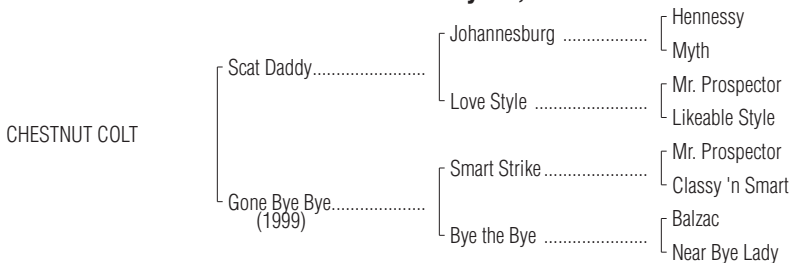 Hennessy
Johannesburg ..................
Myth
Scat Daddy........................
Mr. Prospector
Love Style ........................
Likeable Style
CHESTNUT COLT
Mr. Prospector
Smart Strike......................
Classy 'n Smart
Gone Bye Bye....................
(1999)
Balzac
Bye the Bye ......................
Near Bye Lady